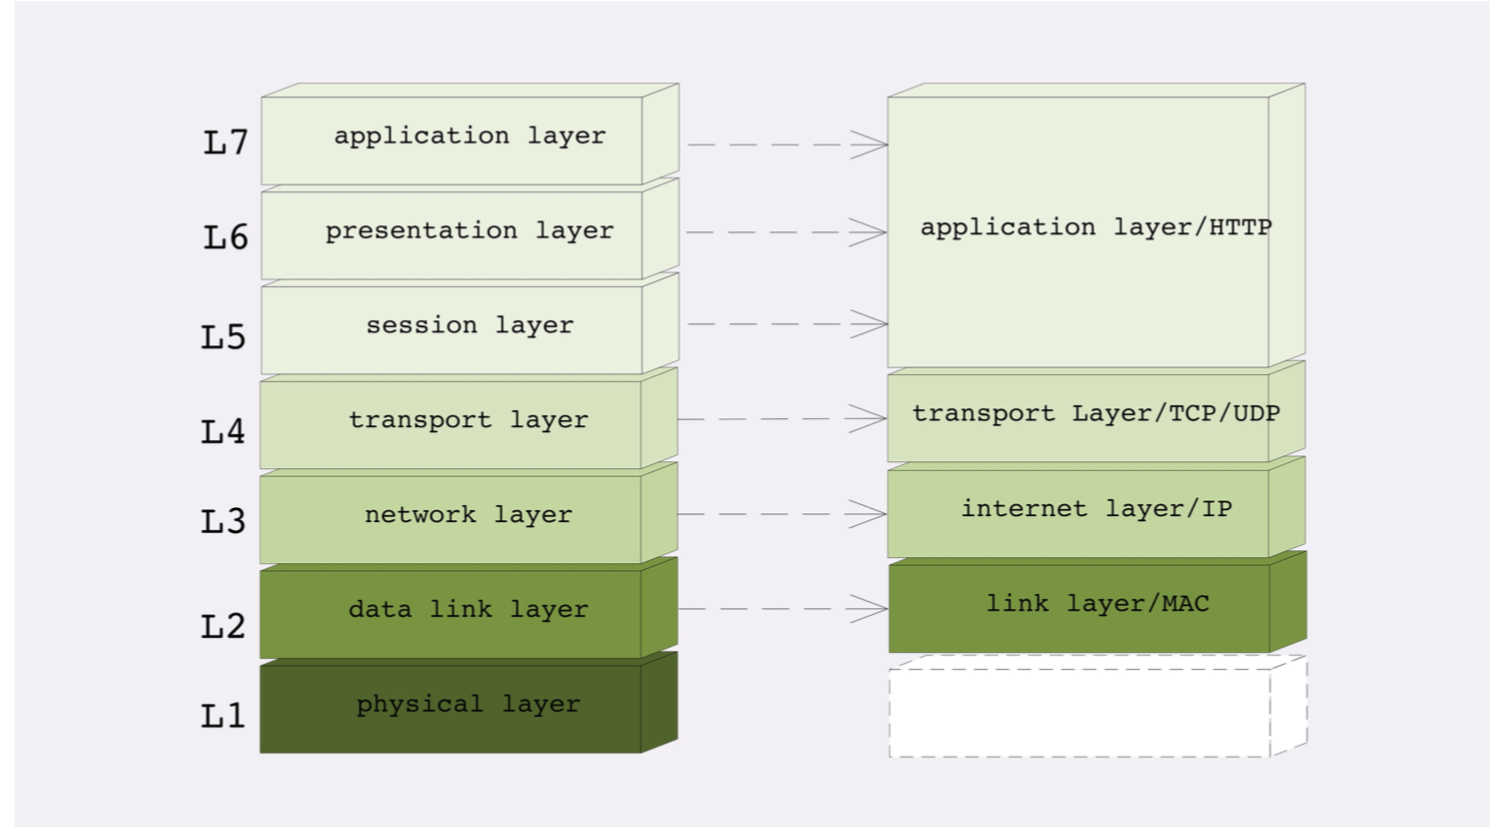 L7
application layer
L6
presentation layer
L5
session layer
L4
transport layer
L3
network layer
L2
data link layer
L1
physical layer
application layer/HTTP
transport Layer/TCP/UDP
internet layer/IP
link layer/MAC